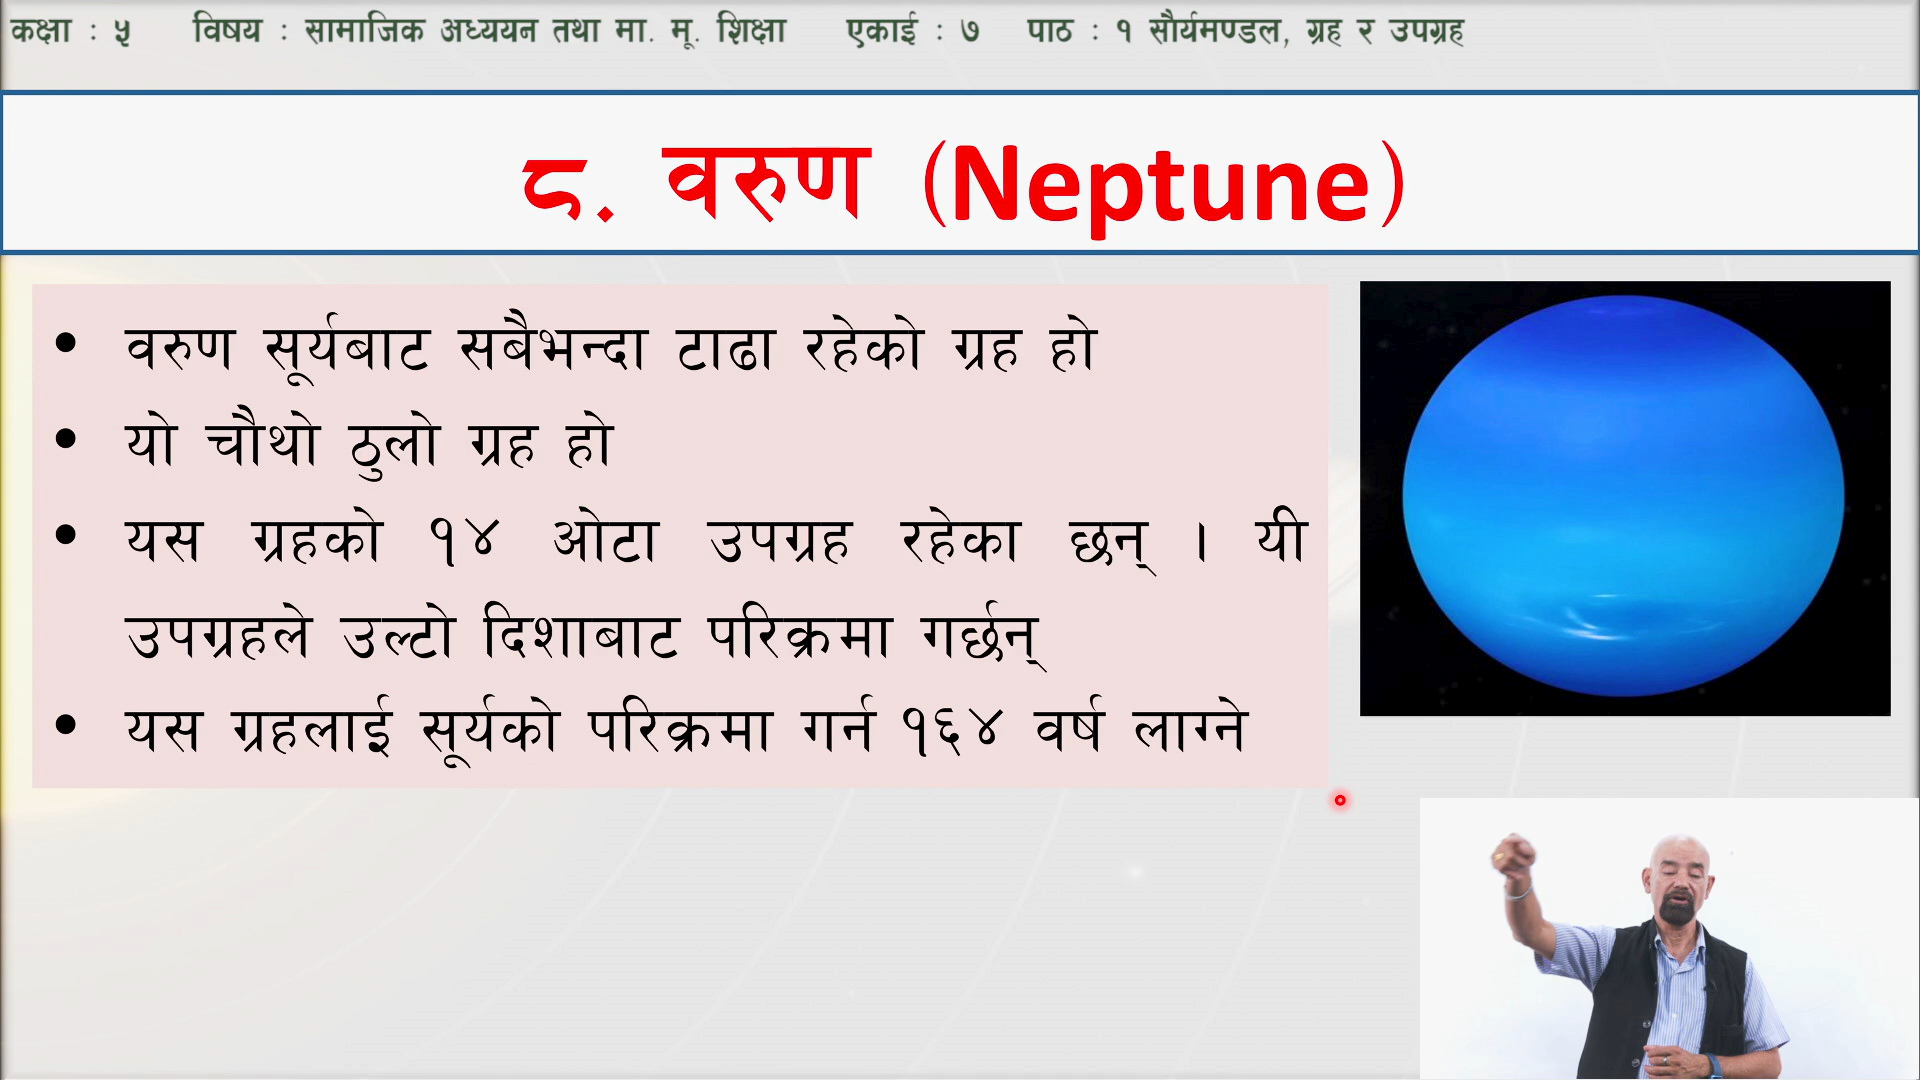 कक्षा : ५ विषय : सामाजिक अध्ययन तथा मा. मू. शिक्षा एकाई : ७ पाठ : १ सौर्यमण्डल, ग्रह र उपग्रह
८. वरुण (Neptune)
• वरुण सूर्यबाट सबैभन्दा टाढा रहेको ग्रह हो
• यो चौथो ठुलो ग्रह हो
• यस ग्रहको १४ ओटा उपग्रह रहेका छन् । यी
उपग्रहले उल्टो दिशाबाट परिक्रमा गर्छन्
• यस ग्रहलाई सूर्यको परिक्रमा गर्न १६४ वर्ष लाग्ने